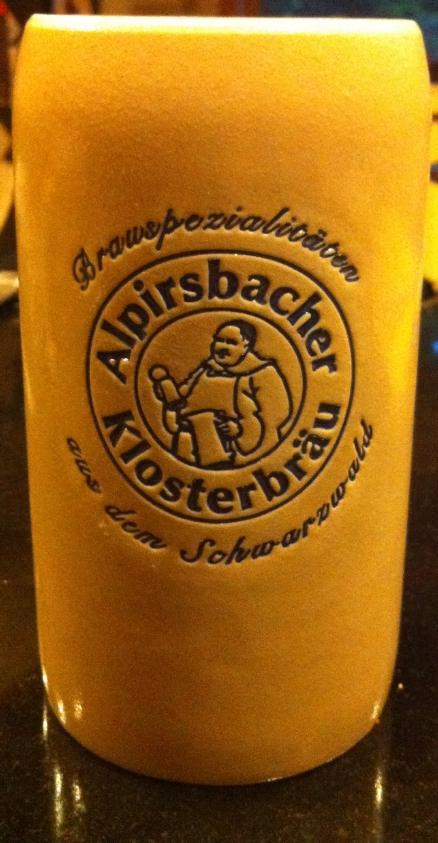 Brauspezialitäten
Alpirsbacher
Klosterbräu
aus dem Schwarzwald